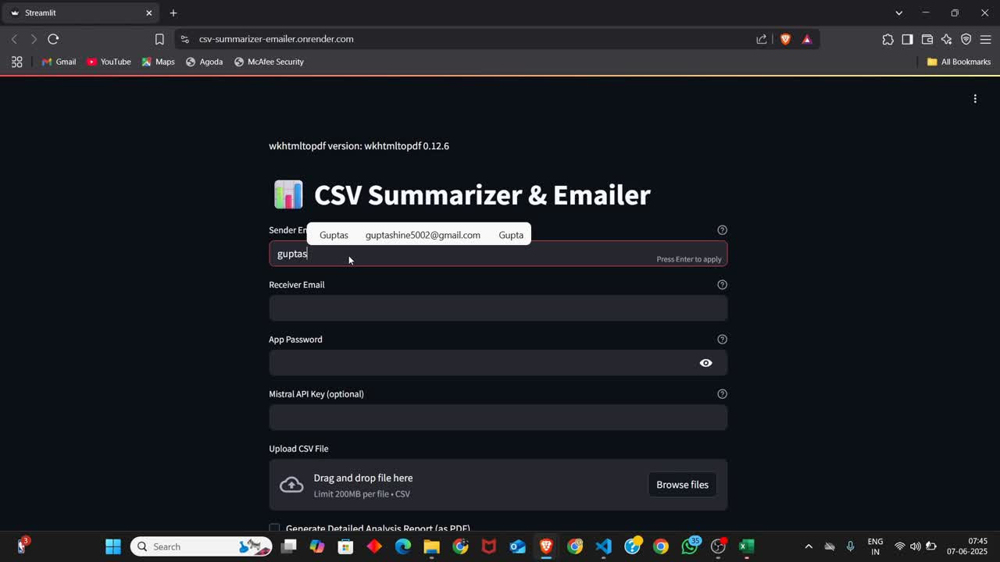 Streamlit
csv-summarizer-emailer.onrender.com
Gmail YouTube Maps Agoda McAfee Security All Bookmarks
wkhtmltopdf version: wkhtmltopdf 0.12.6
CSV Summarizer & Emailer
Sender En
Guptas guptashine5002@gmail.com Gupta
guptas
Press Enter to apply
Receiver Email
App Password
Mistral API Key (optional)
Upload CSV File
Drag and drop file here
Limit 200MB per file • CSV
Browse files
Generate Detailed Analysis Report (as PDF)
3
Search
35
ENG
IN
07:45
07-06-2025